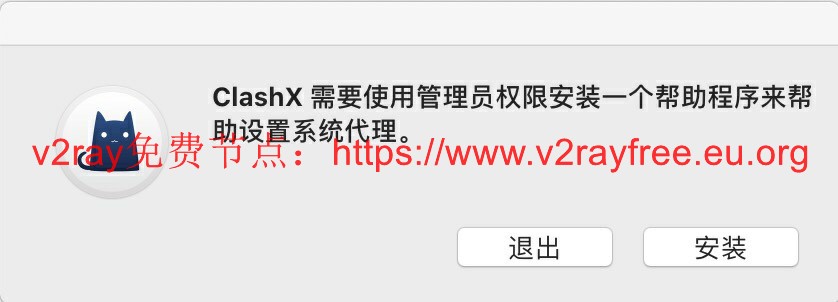 ClashX 需要使用管理员权限安装一个帮助程序来帮
助设置系统代理。
v2ray免费节点：https://www.v2rayfree.eu.org
退出
安装